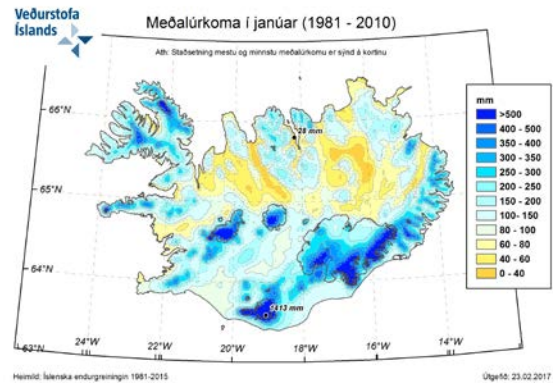 Veðurstofa
Íslands
Meðalúrkoma í janúar (1981 - 2010)
Ath: Staðsetning mestu og minnstu meðalúrkomu er sýnd á kortinu
66°N
65°N
64°N
63°N
28 mm
1413 mm
mm
>500
400 - 500
350 - 400
300 - 350
250 - 300
200 - 250
150 - 200
100 - 150
80 - 100
60 - 80
40 - 60
0 - 40
24°W
22°W
20°W
18°W
16°W
14°W
Heimild: Íslenska endurgreiningin 1981-2015
Útgefið: 23.02.2017